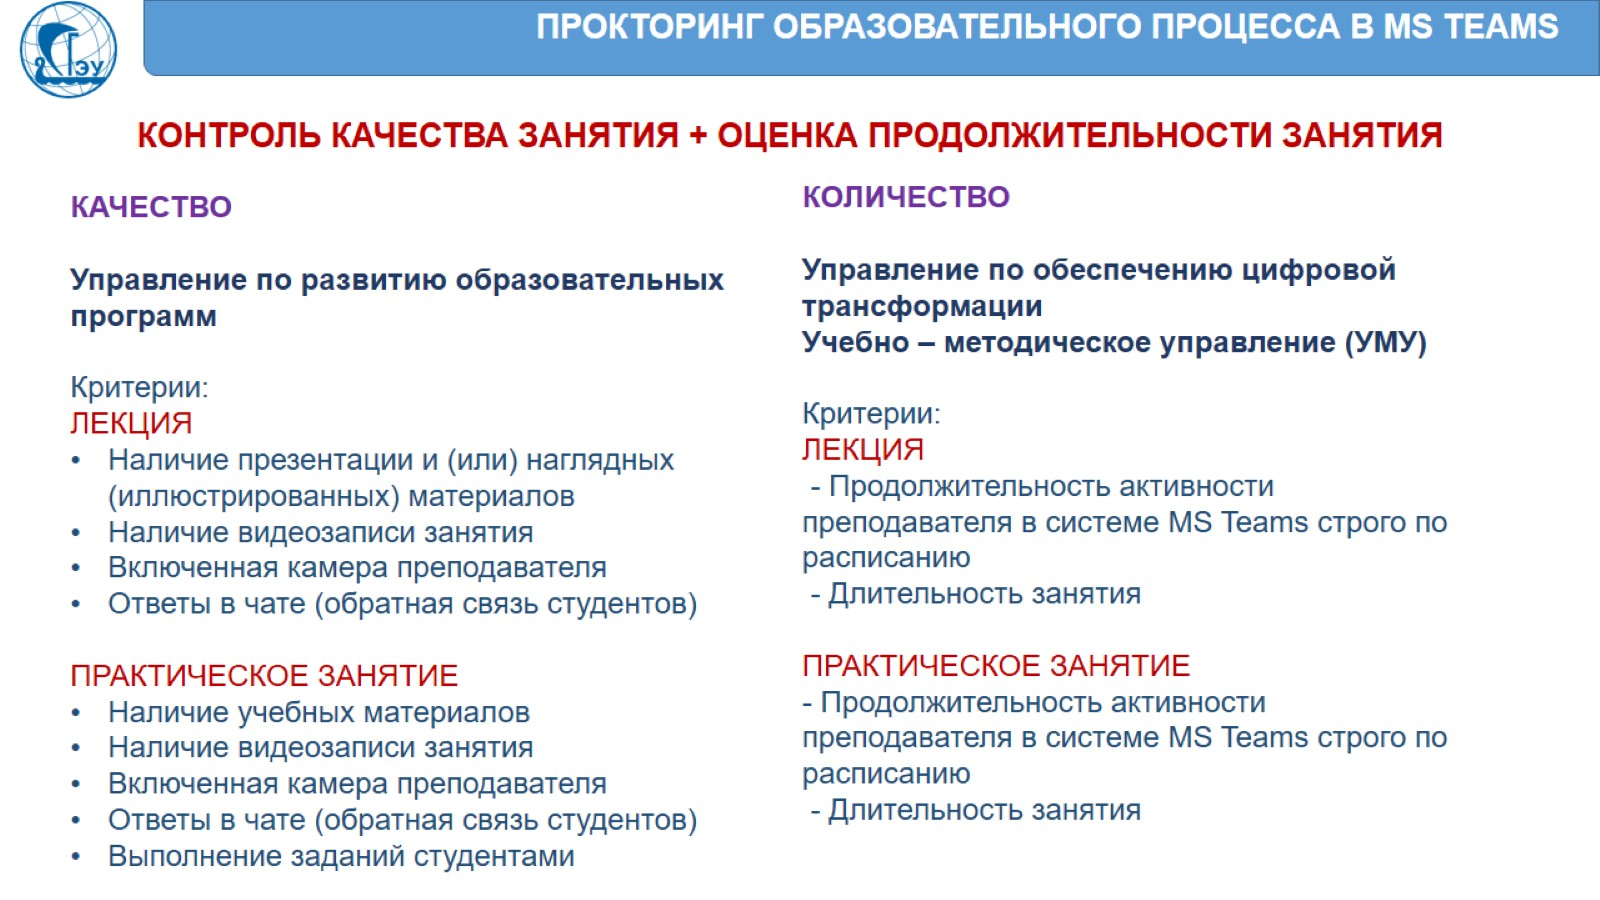 ПРОКТОРИНГ ОБРАЗОВАТЕЛЬНОГО ПРОЦЕССА В MS TEAMS
ГЭУ
КОНТРОЛЬ КАЧЕСТВА ЗАНЯТИЯ + ОЦЕНКА ПРОДОЛЖИТЕЛЬНОСТИ ЗАНЯТИЯ
КАЧЕСТВО
Управление по развитию образовательных
программ
Критерии:
ЛЕКЦИЯ
• Наличие презентации и (или) наглядных
(иллюстрированных) материалов
• Наличие видеозаписи занятия
• Включенная камера преподавателя
• Ответы в чате (обратная связь студентов)
ПРАКТИЧЕСКОЕ ЗАНЯТИЕ
• Наличие учебных материалов
• Наличие видеозаписи занятия
• Включенная камера преподавателя
• Ответы в чате (обратная связь студентов)
• Выполнение заданий студентами
КОЛИЧЕСТВО
Управление по обеспечению цифровой
трансформации
Учебно – методическое управление (УМУ)
Критерии:
ЛЕКЦИЯ
- Продолжительность активности
преподавателя в системе MS Teams строго по
расписанию
- Длительность занятия
ПРАКТИЧЕСКОЕ ЗАНЯТИЕ
- Продолжительность активности
преподавателя в системе MS Teams строго по
расписанию
- Длительность занятия